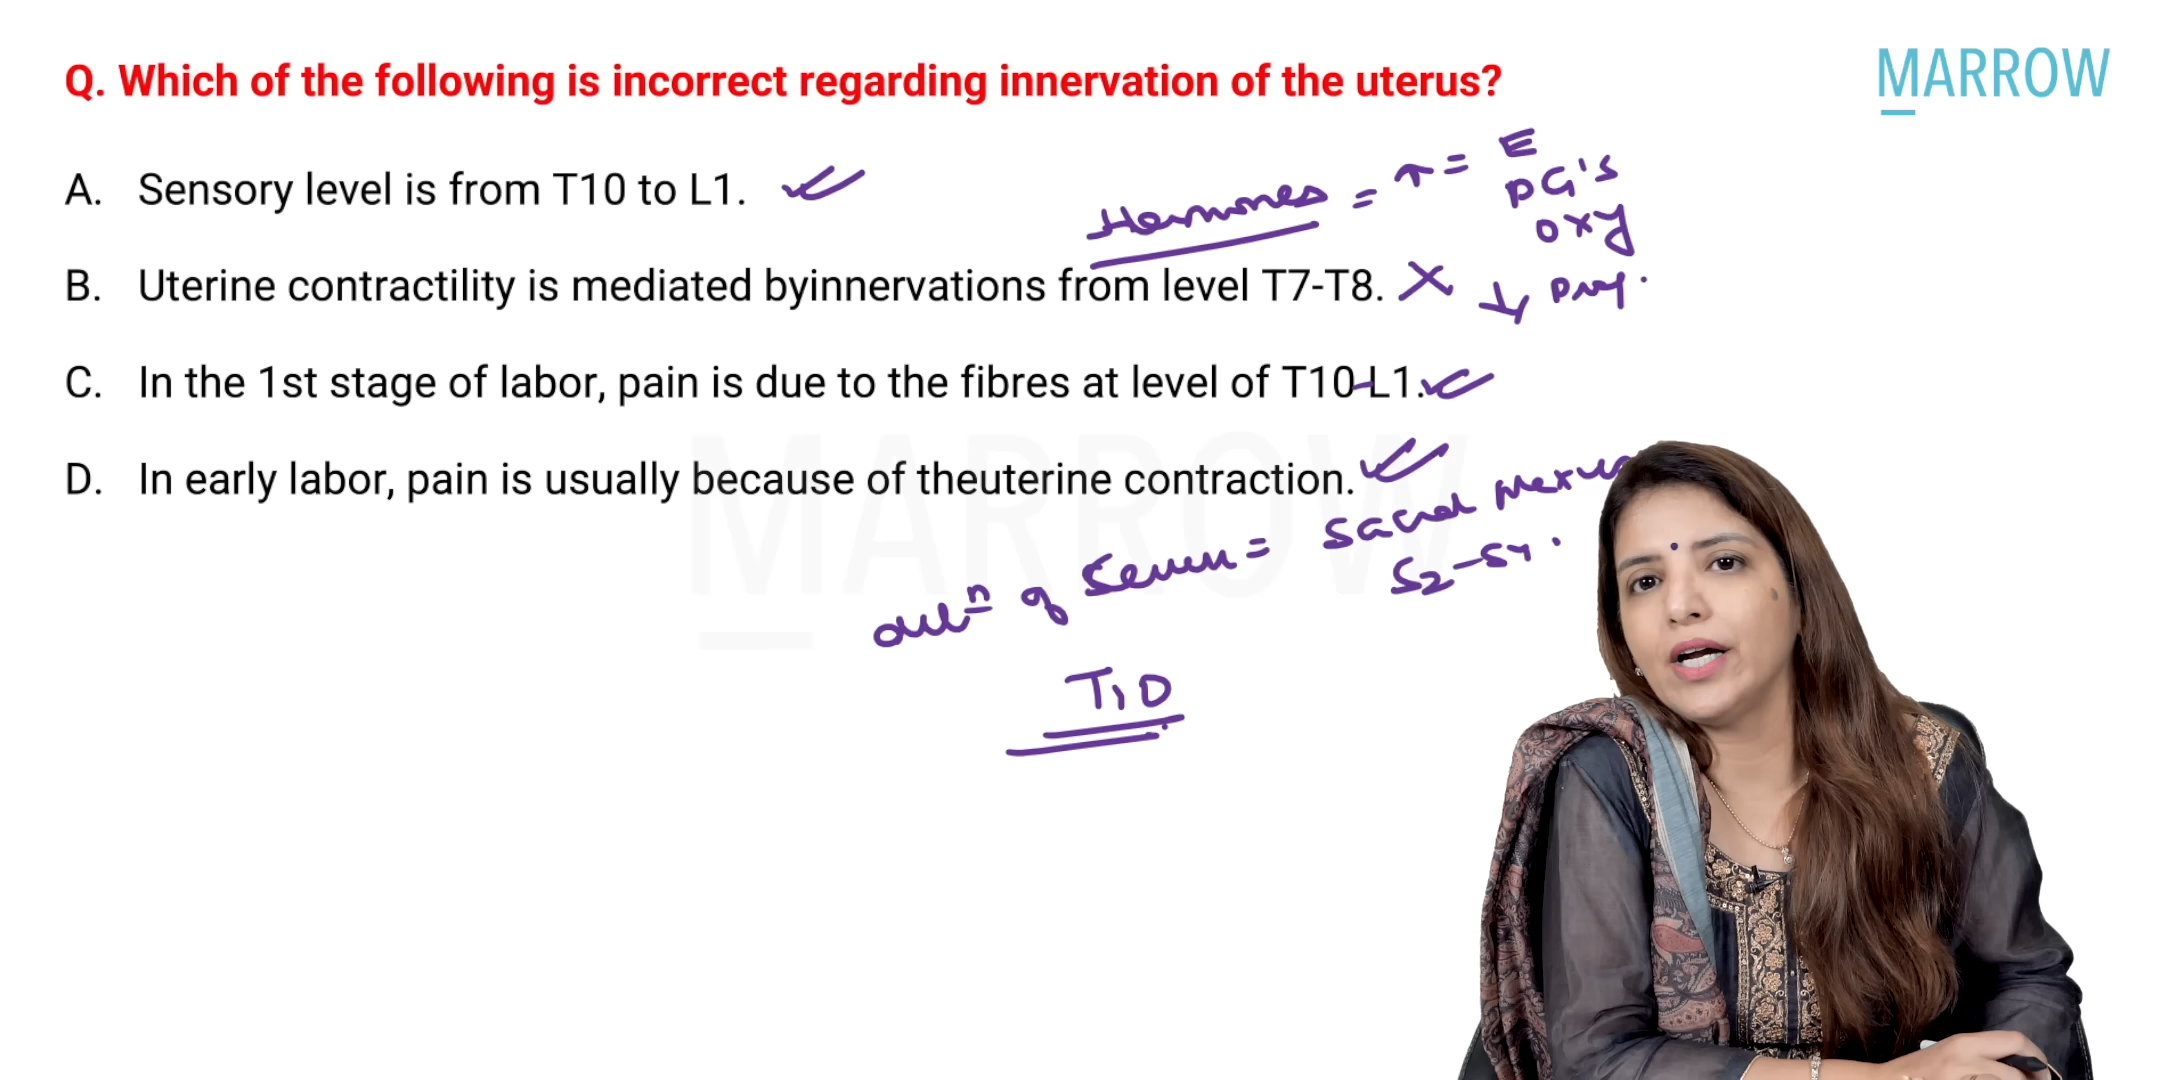 MARROW
Q. Which of the following is incorrect regarding innervation of the uterus?
A. Sensory level is from T10 to L1.
Hormones = ↑ = E
PG's
oxy
B. Uterine contractility is mediated byinnervations from level T7-T8. X
↓
C. In the 1st stage of labor, pain is due to the fibres at level of T10-L1.
D. In early labor, pain is usually because of theuterine contraction.
MARROW
of = Sacral
S2-S4.
T10